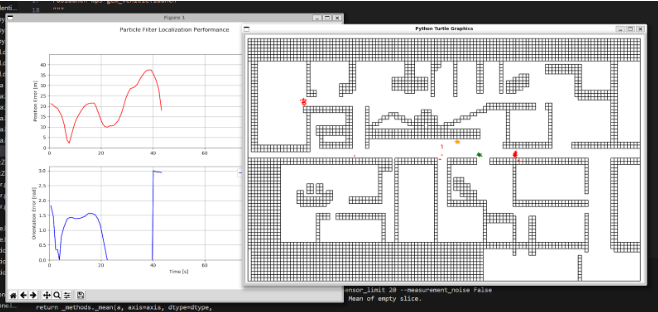 18
"""
Figure 1
Particle Filter Localization Performance
Position Error [m]
40
35
30
25
20
15
10
5
0
0
20
40
60
Orientation Error [rad]
3.0
2.5
2.0
1.5
1.0
0.5
0.0
0
20
40
60
Time [s]
Python Turtle Graphics
ensor_limit 20 --measurement_noise False
Mean of empty slice.
return _methods._mean(a, axis=axis, dtype=dtype,